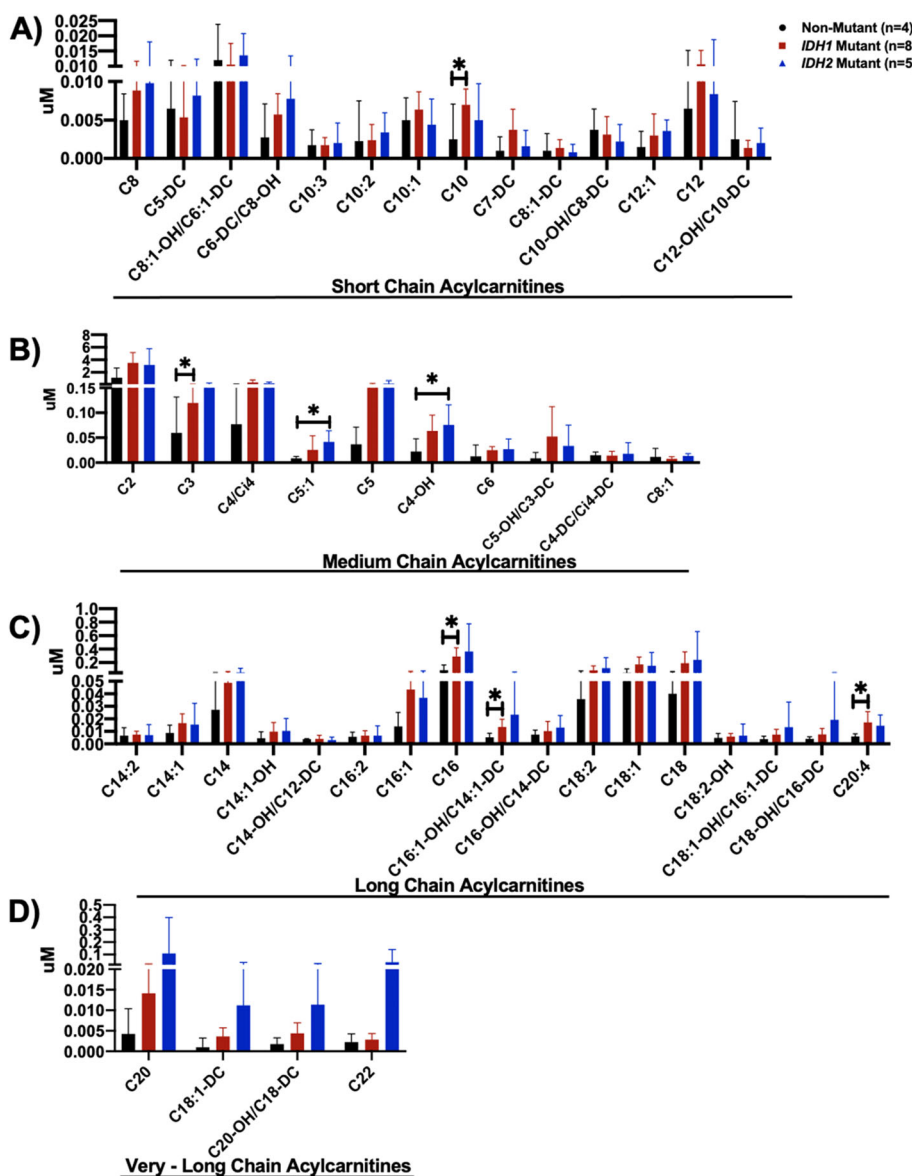 A)
Non-Mutant (n=4)
IDH1 Mutant (n=8
IDH2 Mutant (n=5
uM
0.025
0.020
0.015
0.010
0.010
0.005
0.000
*
C8
C5-DC
C8:1-OH/C6:1-DC
C6-DC/C8-OH
C10:3
C10:2
C10:1
C10
C7-DC
C8:1-DC
C10-OH/C8-DC
C12:1
C12
C12-OH/C10-DC
Short Chain Acylcarnitines
B)
uM
8
6
4
2
0.15
0.10
0.05
0.00
*
*
*
C2
C3
C4/Ci4
C5:1
C5
C4-OH
C6
C5-OH/C3-DC
C4-DC/Ci4-DC
C8:1
Medium Chain Acylcarnitines
C)
uM
1.0
0.8
0.6
0.4
0.2
0.05
0.04
0.03
0.02
0.01
0.00
*
*
*
C14:2
C14:1
C14
C14:1-OH
C14-OH/C12-DC
C16:2
C16:1
C16
C16:1-OH/C14:1-DC
C16-OH/C14-DC
C18:2
C18:1
C18
C18:2-OH
C18:1-OH/C16:1-DC
C18-OH/C16-DC
C20:4
Long Chain Acylcarnitines
D)
uM
0.5
0.4
0.3
0.2
0.1
0.020
0.015
0.010
0.005
0.000
C20
C18:1-DC
C20-OH/C18-DC
C22
Very - Long Chain Acylcarnitines